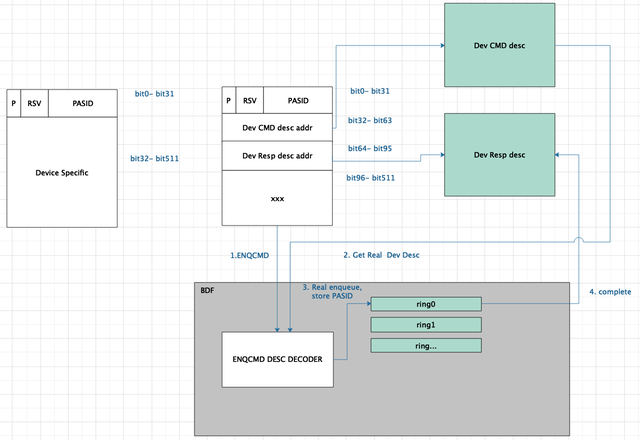 Dev CMD desc
P RSV PASID
bit0- bit31
Device Specific
bit32- bit511
P RSV PASID
bit0- bit31
Dev CMD desc addr
bit32- bit63
Dev Resp desc addr
bit64- bit95
xxx
bit96- bit511
Dev Resp desc
1.ENQCMD
2. Get Real Dev Desc
BDF
3. Real enqueue,
store PASID
4. complete
ring0
ring1
ring...
ENQCMD DESC DECODER